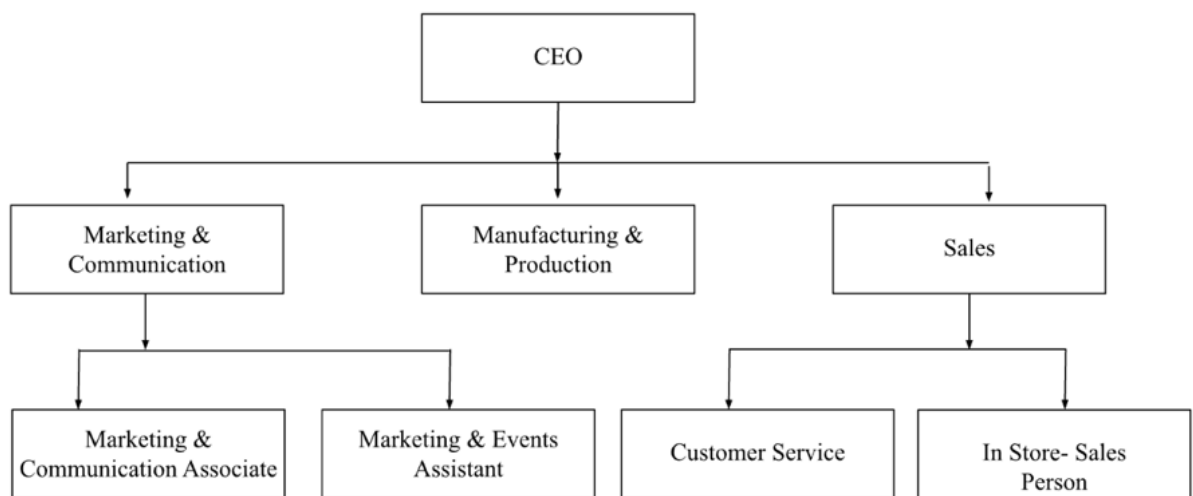 CEO
Marketing &
Communication
Manufacturing &
Production
Sales
Marketing &
Communication Associate
Marketing & Events
Assistant
Customer Service
In Store- Sales
Person